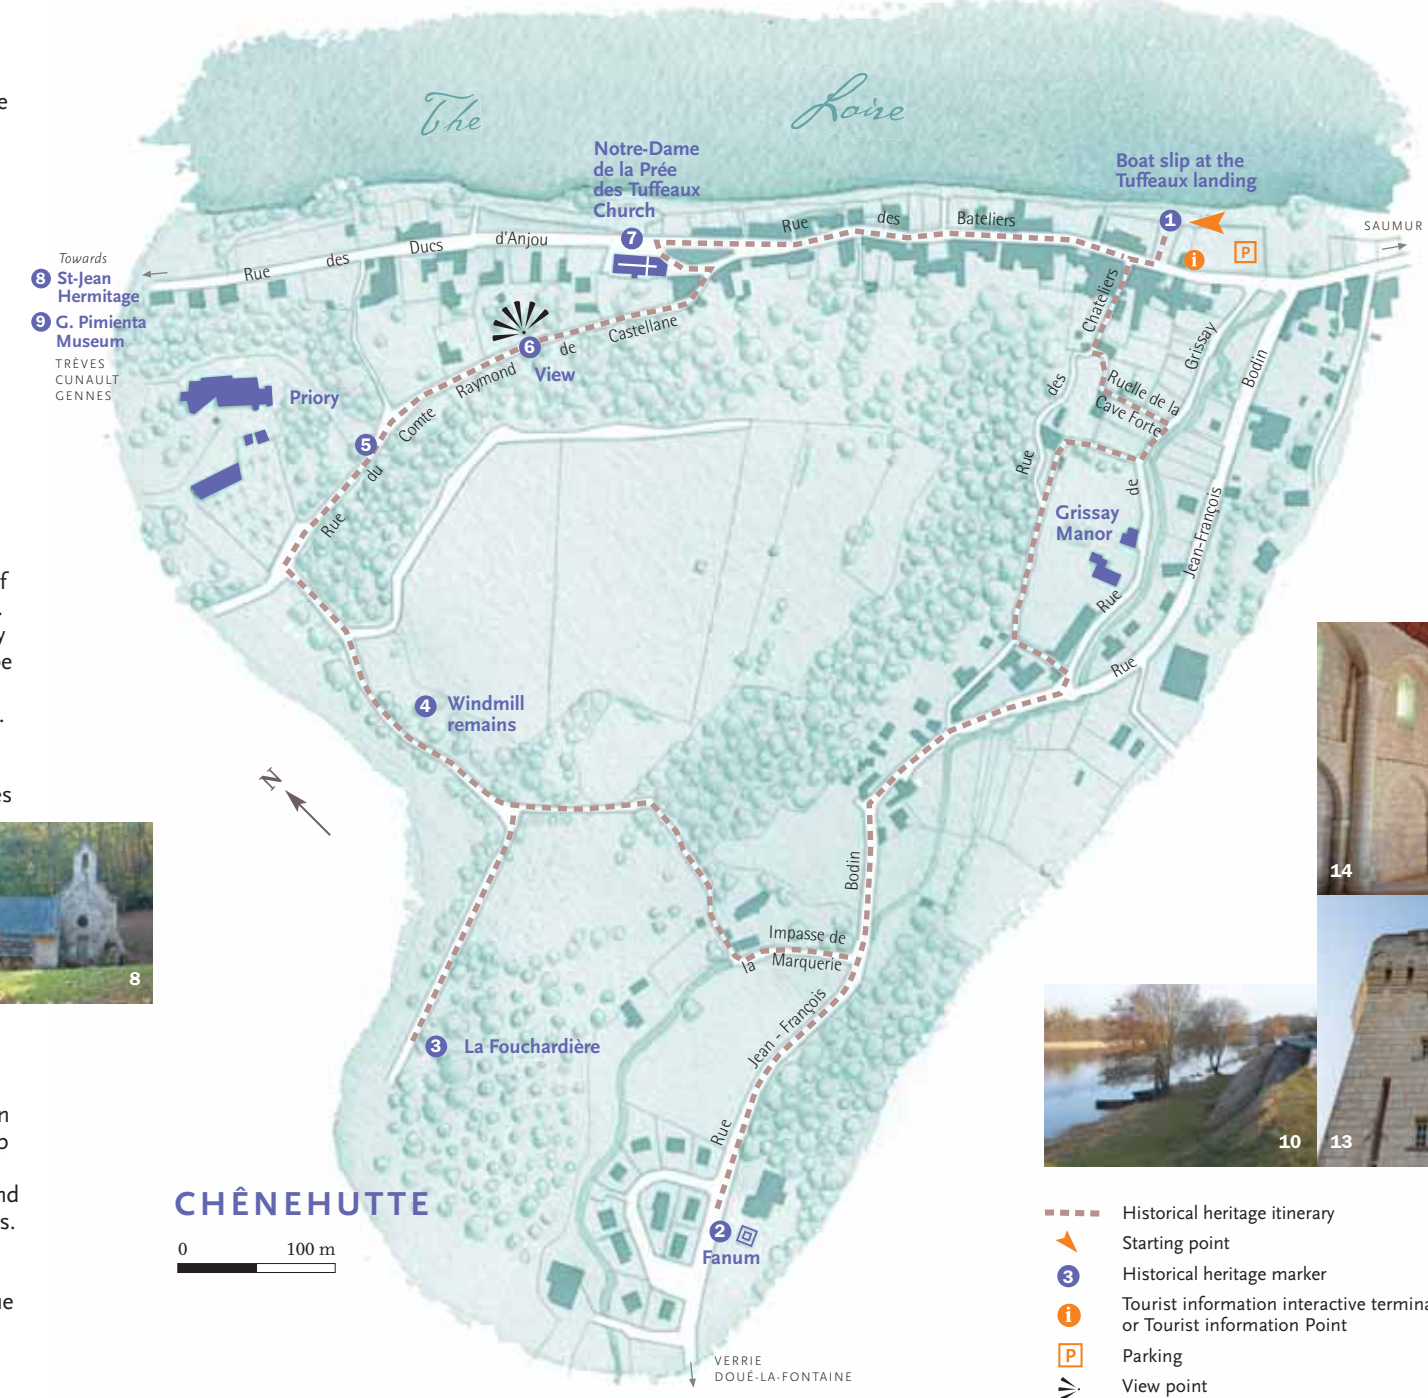 The Loire
Notre-Dame
de la Prée
des Tuffeaux
Church
7
Boat slip at the
Tuffeaux landing
1
i
P
SAUMUR
Rue des Bateliers
Rue des Ducs d'Anjou
Towards
8 St-Jean
Hermitage
9 G. Pimienta
Museum
TRÈVES
CUNAULT
GENNES
Priory
6
View
5
Rue du Comte Raymond de Castellane
Rue des Chateliers
Ruelle de la
Cave Forte
Rue de Grissay
Rue Jean-François Bodin
Grissay
Manor
4 Windmill
remains
N
Bodin
Impasse de
la Marquerie
Rue Jean - François
3 La Fouchardière
2
Fanum
CHÊNEHUTTE
0 100 m
VERRIE
DOUÉ-LA-FONTAINE
8
14
10
13
Historical heritage itinerary
Starting point
3 Historical heritage marker
i Tourist information interactive termina
or Tourist information Point
P Parking
View point